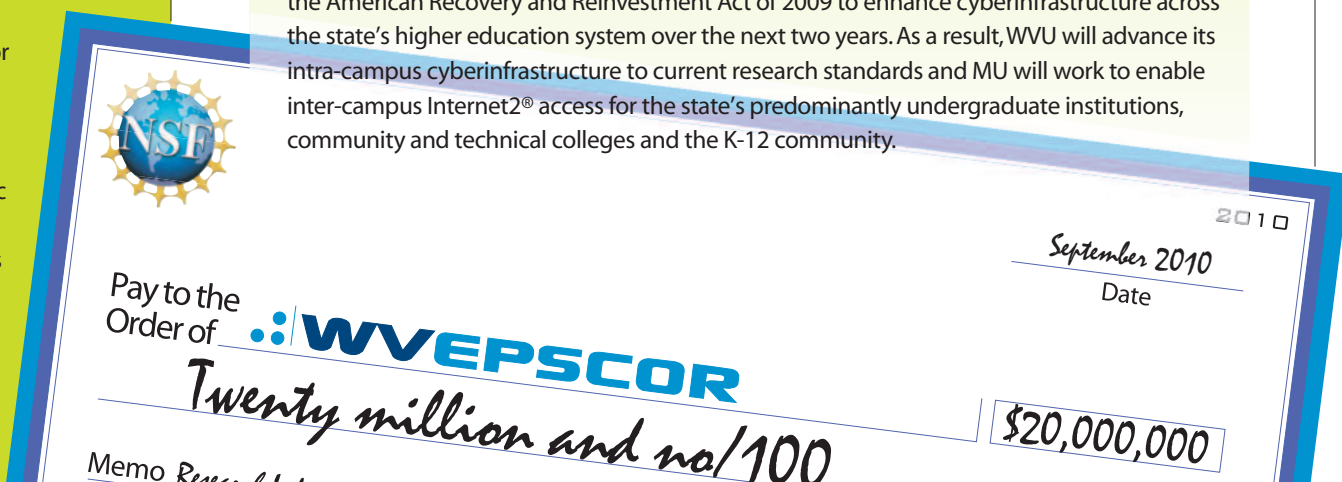 the American Recovery and Reinvestment Act of 2009 to enhance cyberinfrastructure across
the state's higher education system over the next two years. As a result, WVU will advance its
intra-campus cyberinfrastructure to current research standards and MU will work to enable
inter-campus Internet2® access for the state's predominantly undergraduate institutions,
community and technical colleges and the K-12 community.
NSF
2010
September 2010
Date
Pay to the
Order of WVEPSCOR
Twenty million and no/100 $20,000,000
Memo